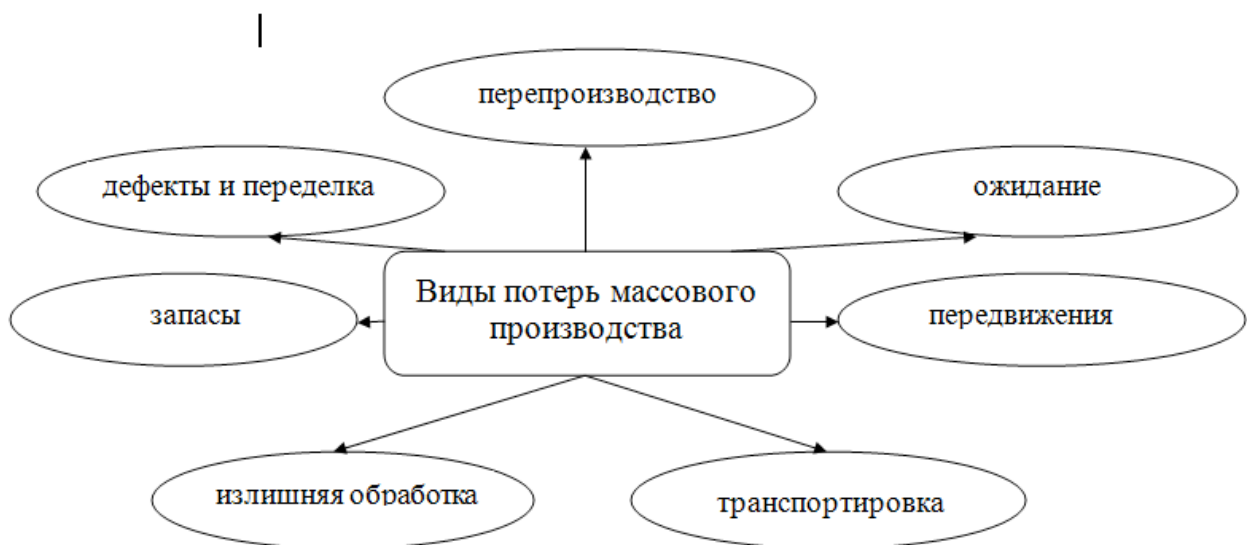 перепроизводство
дефекты и переделка
ожидание
Виды потерь массового
производства
запасы
передвижения
излишняя обработка
транспортировка